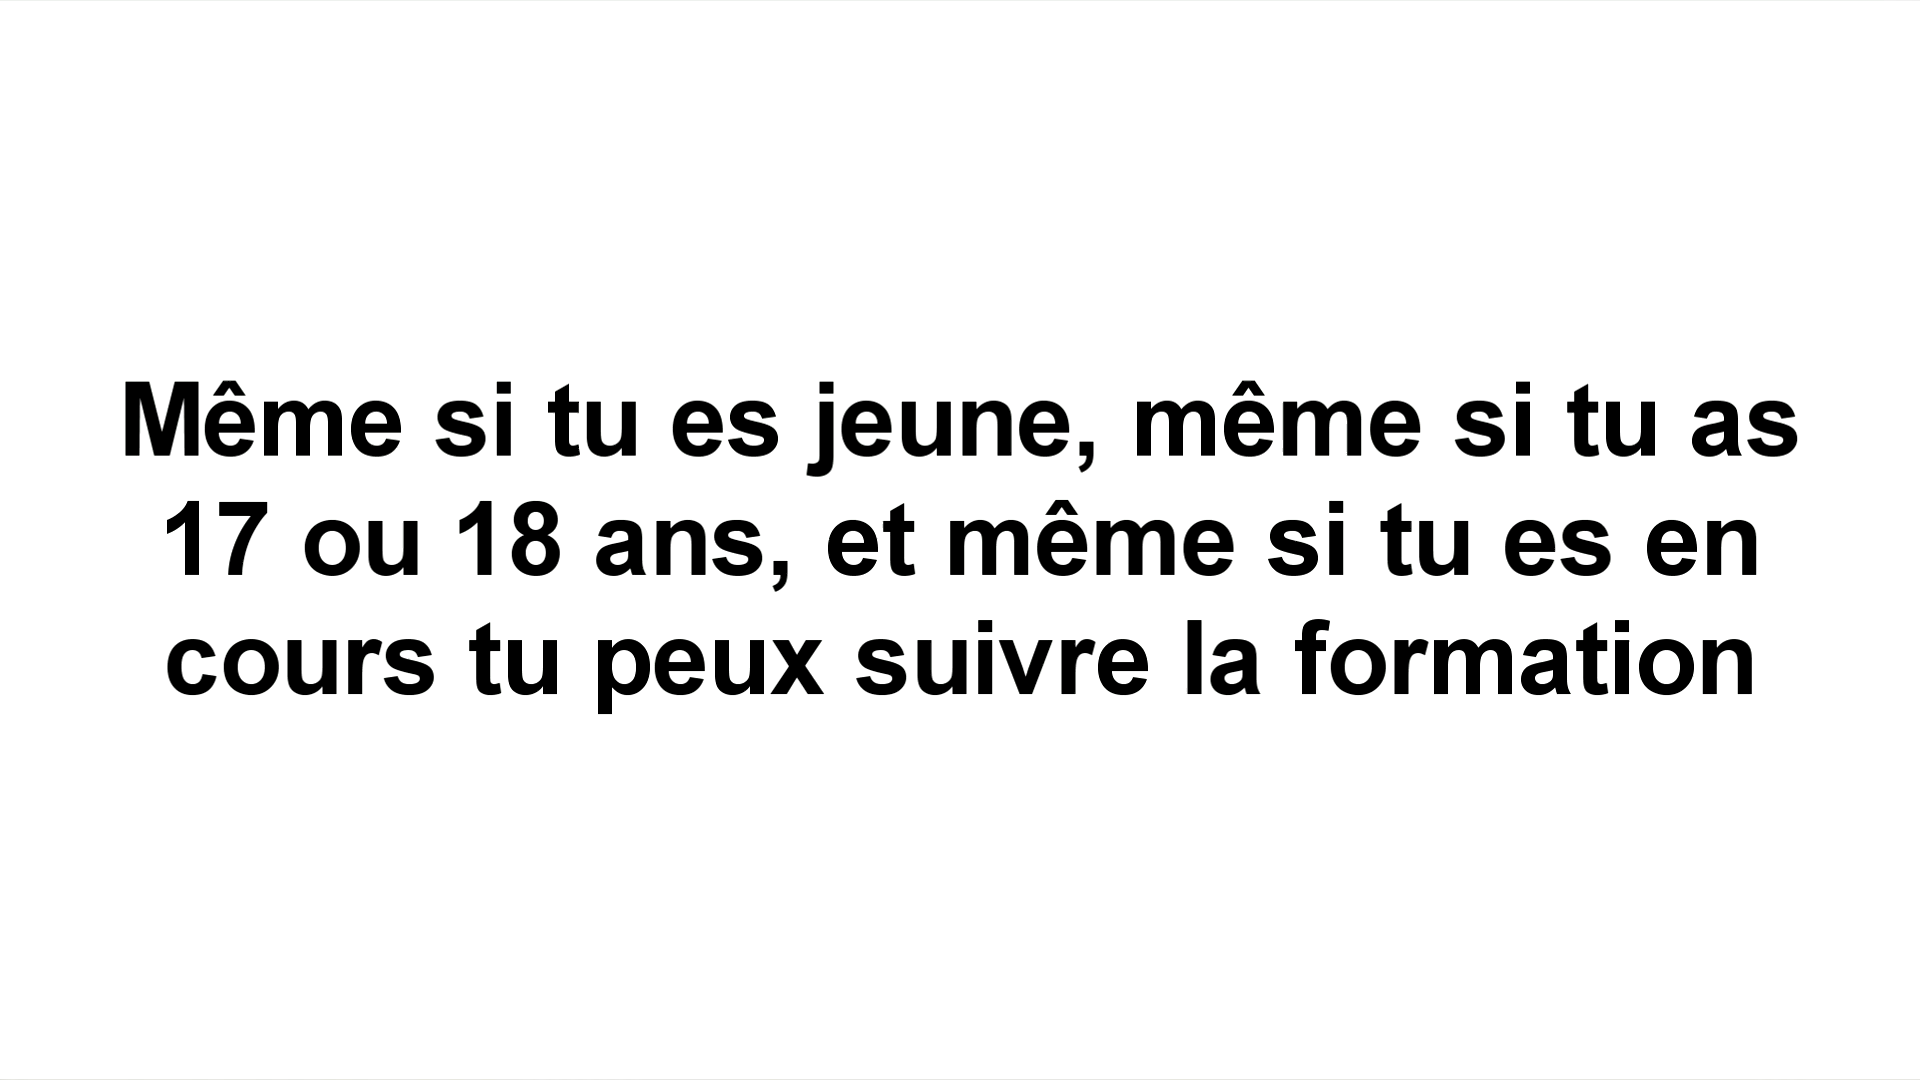 Même si tu es jeune, même si tu as
17 ou 18 ans, et même si tu es en
cours tu peux suivre la formation